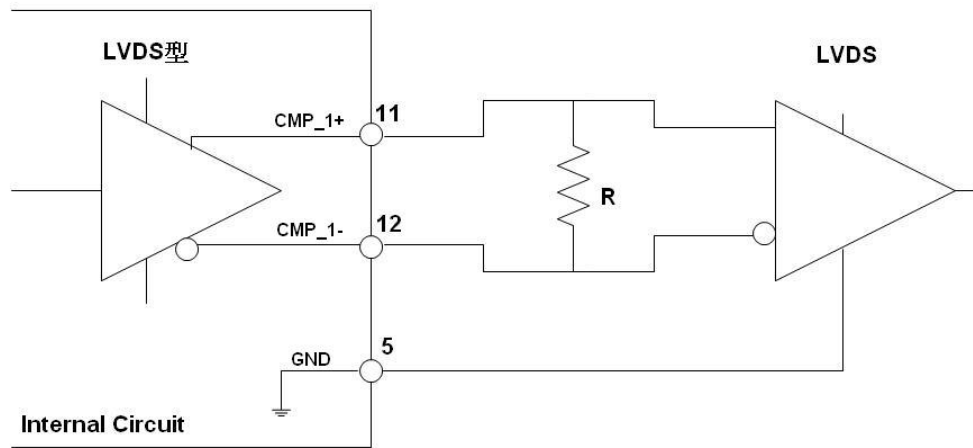 LVDS型
LVDS
CMP_1+
11
R
CMP_1-
12
5
GND
Internal Circuit